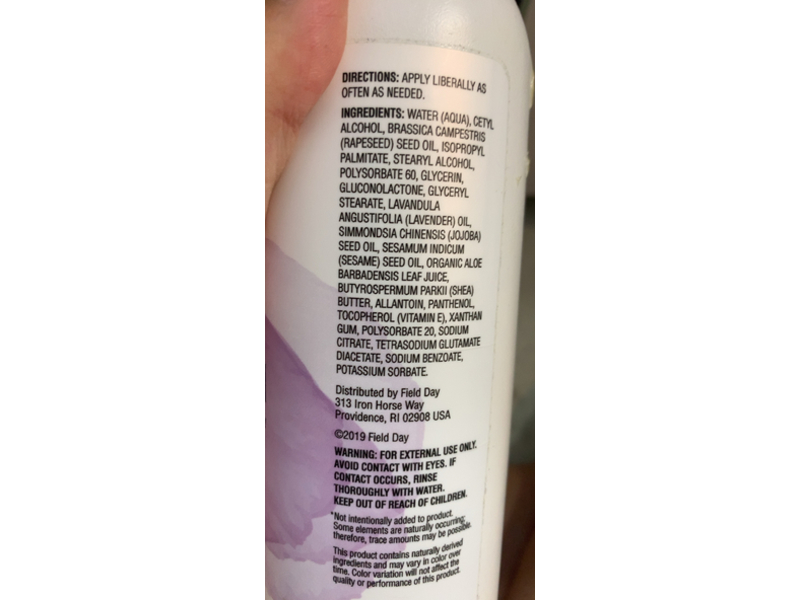 DIRECTIONS: APPLY LIBERALLY AS
OFTEN AS NEEDED.
INGREDIENTS: WATER (AQUA), CETYL
ALCOHOL, BRASSICA CAMPESTRIS
(RAPESEED) SEED OIL, ISOPROPYL
PALMITATE, STEARYL ALCOHOL,
POLYSORBATE 60, GLYCERIN,
GLUCONOLACTONE, GLYCERYL
STEARATE, LAVANDULA
ANGUSTIFOLIA (LAVENDER) OIL,
SIMMONDSIA CHINENSIS (JOJOBA)
SEED OIL, SESAMUM INDICUM
(SESAME) SEED OIL, ORGANIC ALOE
BARBADENSIS LEAF JUICE,
BUTYROSPERMUM PARKII (SHEA)
BUTTER, ALLANTOIN, PANTHENOL,
TOCOPHEROL (VITAMIN E), XANTHAN
GUM, POLYSORBATE 20, SODIUM
CITRATE, TETRASODIUM GLUTAMATE
DIACETATE, SODIUM BENZOATE,
POTASSIUM SORBATE.
Distributed by Field Day
313 Iron Horse Way
Providence, RI 02908 USA
©2019 Field Day
WARNING: FOR EXTERNAL USE ONLY.
AVOID CONTACT WITH EYES. IF
CONTACT OCCURS, RINSE
THOROUGHLY WITH WATER.
KEEP OUT OF REACH OF CHILDREN.
*Not intentionally added to product.
Some elements are naturally occurring;
therefore, trace amounts may be possible.
This product contains naturally derived
ingredients and may vary in color over
time. Color variation will not affect the
quality or performance of this product.